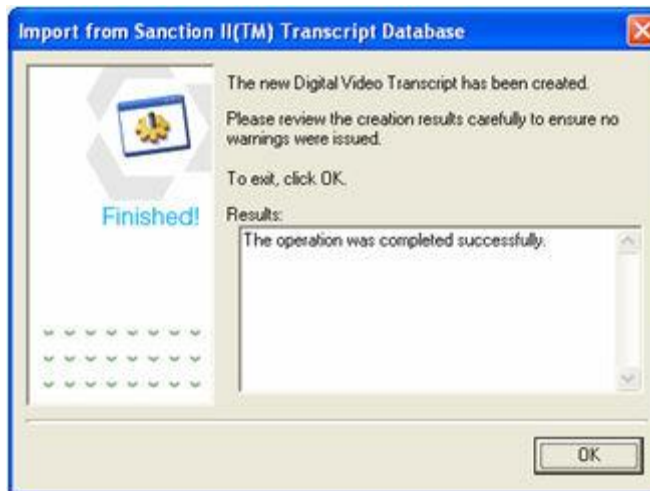 Import from Sanction II(TM) Transcript Database
The new Digital Video Transcript has been created.
Please review the creation results carefully to ensure no
warnings were issued.
To exit, click OK.
Finished!
Results:
The operation was completed successfully.
OK